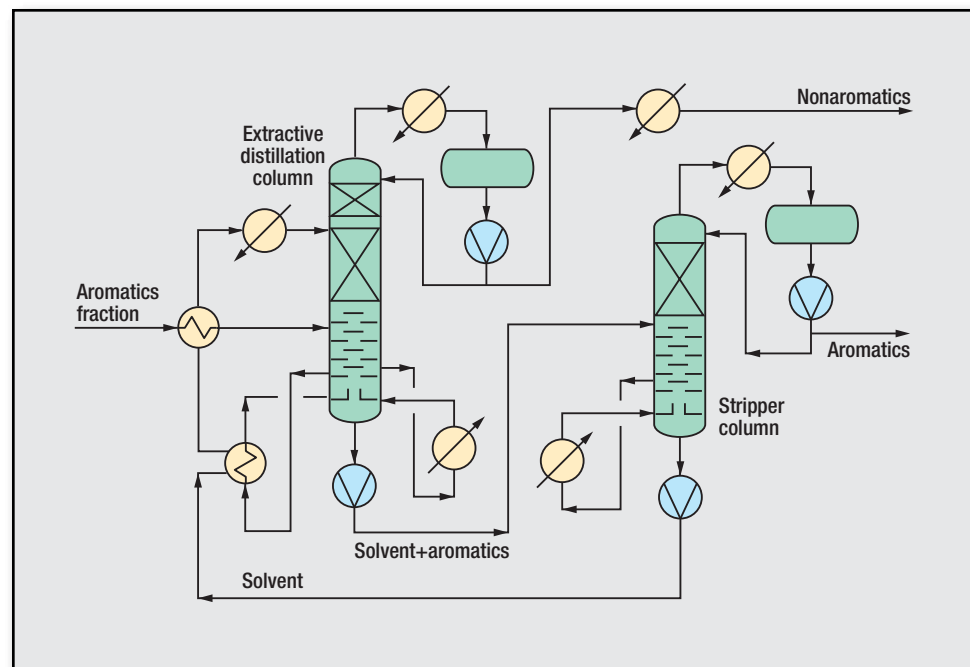 Nonaromatics
Extractive
distillation
column
Aromatics
fraction
Aromatics
Stripper
column
Solvent+aromatics
Solvent